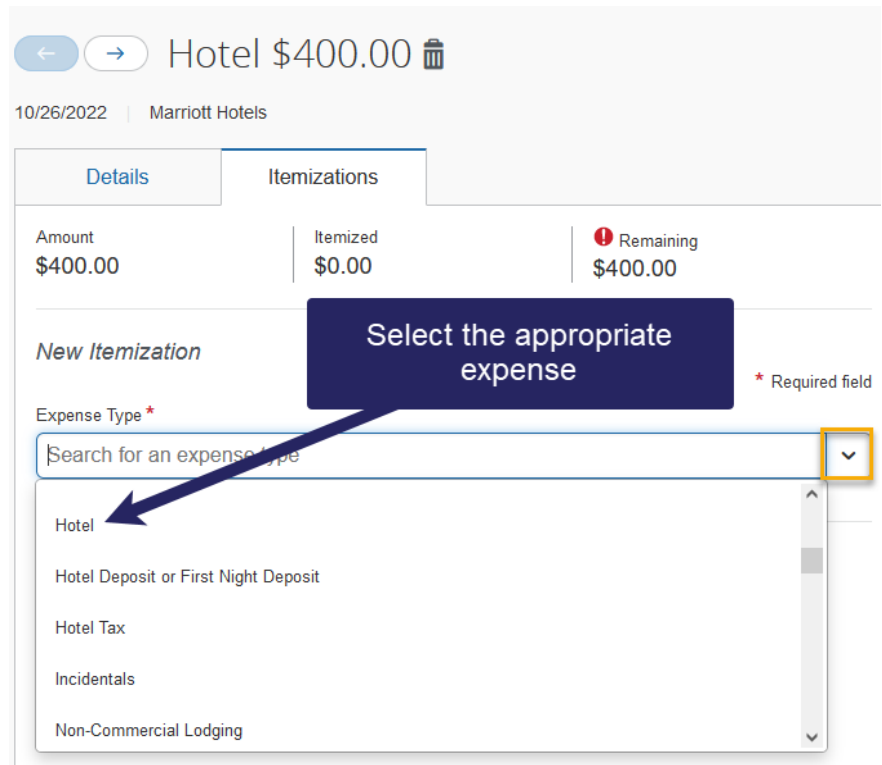 Hotel $400.00
10/26/2022 Marriott Hotels
Details Itemizations
Amount Itemized Remaining
$400.00 $0.00 $400.00
Select the appropriate
expense
New Itemization
* Required field
Expense Type *
Search for an expense type
Hotel
Hotel Deposit or First Night Deposit
Hotel Tax
Incidentals
Non-Commercial Lodging